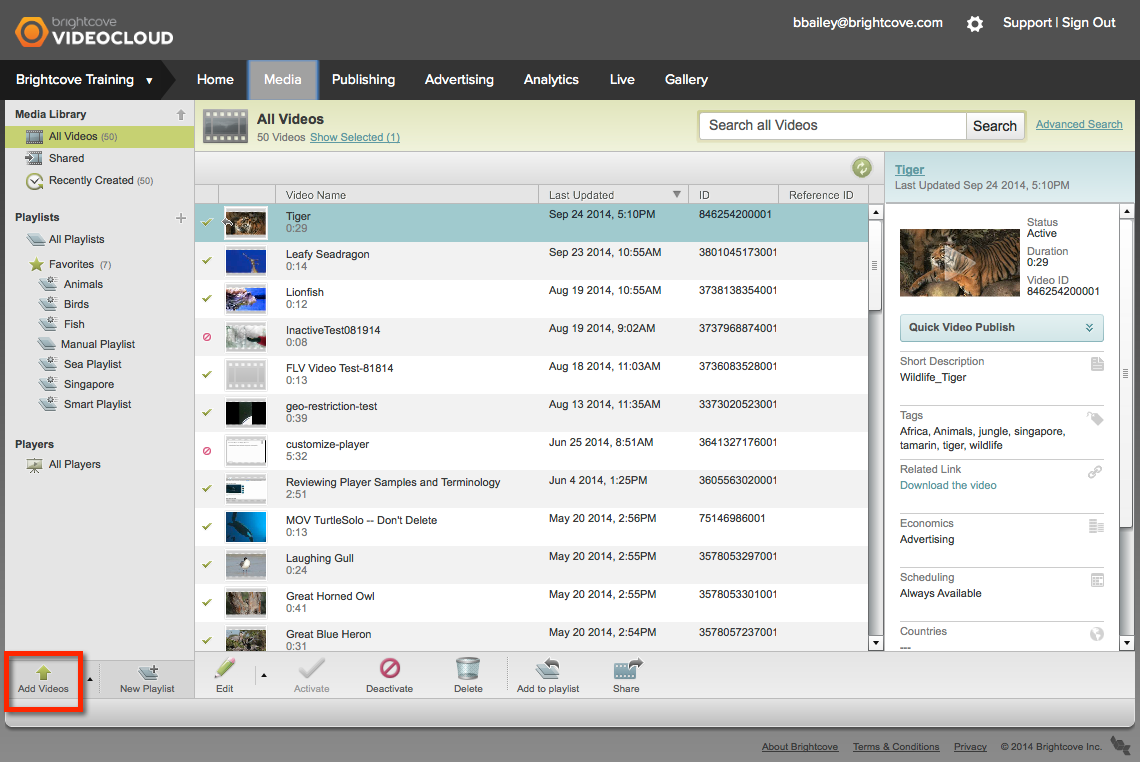 brightcove
VIDEOCLOUD
bbailey@brightcove.com
Support | Sign Out
Brightcove Training ▼
Home
Media
Publishing
Advertising
Analytics
Live
Gallery
Media Library
All Videos (50)
Shared
Recently Created (50)
Playlists
All Playlists
Favorites (7)
Animals
Birds
Fish
Manual Playlist
Sea Playlist
Singapore
Smart Playlist
Players
All Players
All Videos
50 Videos Show Selected (1)
Search all Videos
Search
Advanced Search
Video Name
Last Updated
ID
Reference ID
Tiger
0:29
Sep 24 2014, 5:10PM
846254200001
Leafy Seadragon
0:14
Sep 23 2014, 10:55AM
3801045173001
Lionfish
0:12
Aug 19 2014, 10:55AM
3738138354001
InactiveTest081914
0:08
Aug 19 2014, 9:02AM
3737968874001
FLV Video Test-81814
0:13
Aug 18 2014, 11:03AM
3736083528001
geo-restriction-test
0:39
Aug 13 2014, 11:35AM
3373020523001
customize-player
5:32
Jun 25 2014, 8:51AM
3641327176001
Reviewing Player Samples and Terminology
2:51
Jun 4 2014, 1:25PM
3605563020001
MOV TurtleSolo -- Don't Delete
0:13
May 20 2014, 2:56PM
75146986001
Laughing Gull
0:24
May 20 2014, 2:55PM
3578053297001
Great Horned Owl
0:41
May 20 2014, 2:55PM
3578053301001
Great Blue Heron
0:31
May 20 2014, 2:54PM
3578057237001
Tiger
Last Updated Sep 24 2014, 5:10PM
Status
Active
Duration
0:29
Video ID
846254200001
Quick Video Publish
Short Description
Wildlife_Tiger
Tags
Africa, Animals, jungle, singapore,
tamarin, tiger, wildlife
Related Link
Download the video
Economics
Advertising
Scheduling
Always Available
Countries
---
Add Videos
New Playlist
Edit
Activate
Deactivate
Delete
Add to playlist
Share
About Brightcove
Terms & Conditions
Privacy
© 2014 Brightcove Inc.